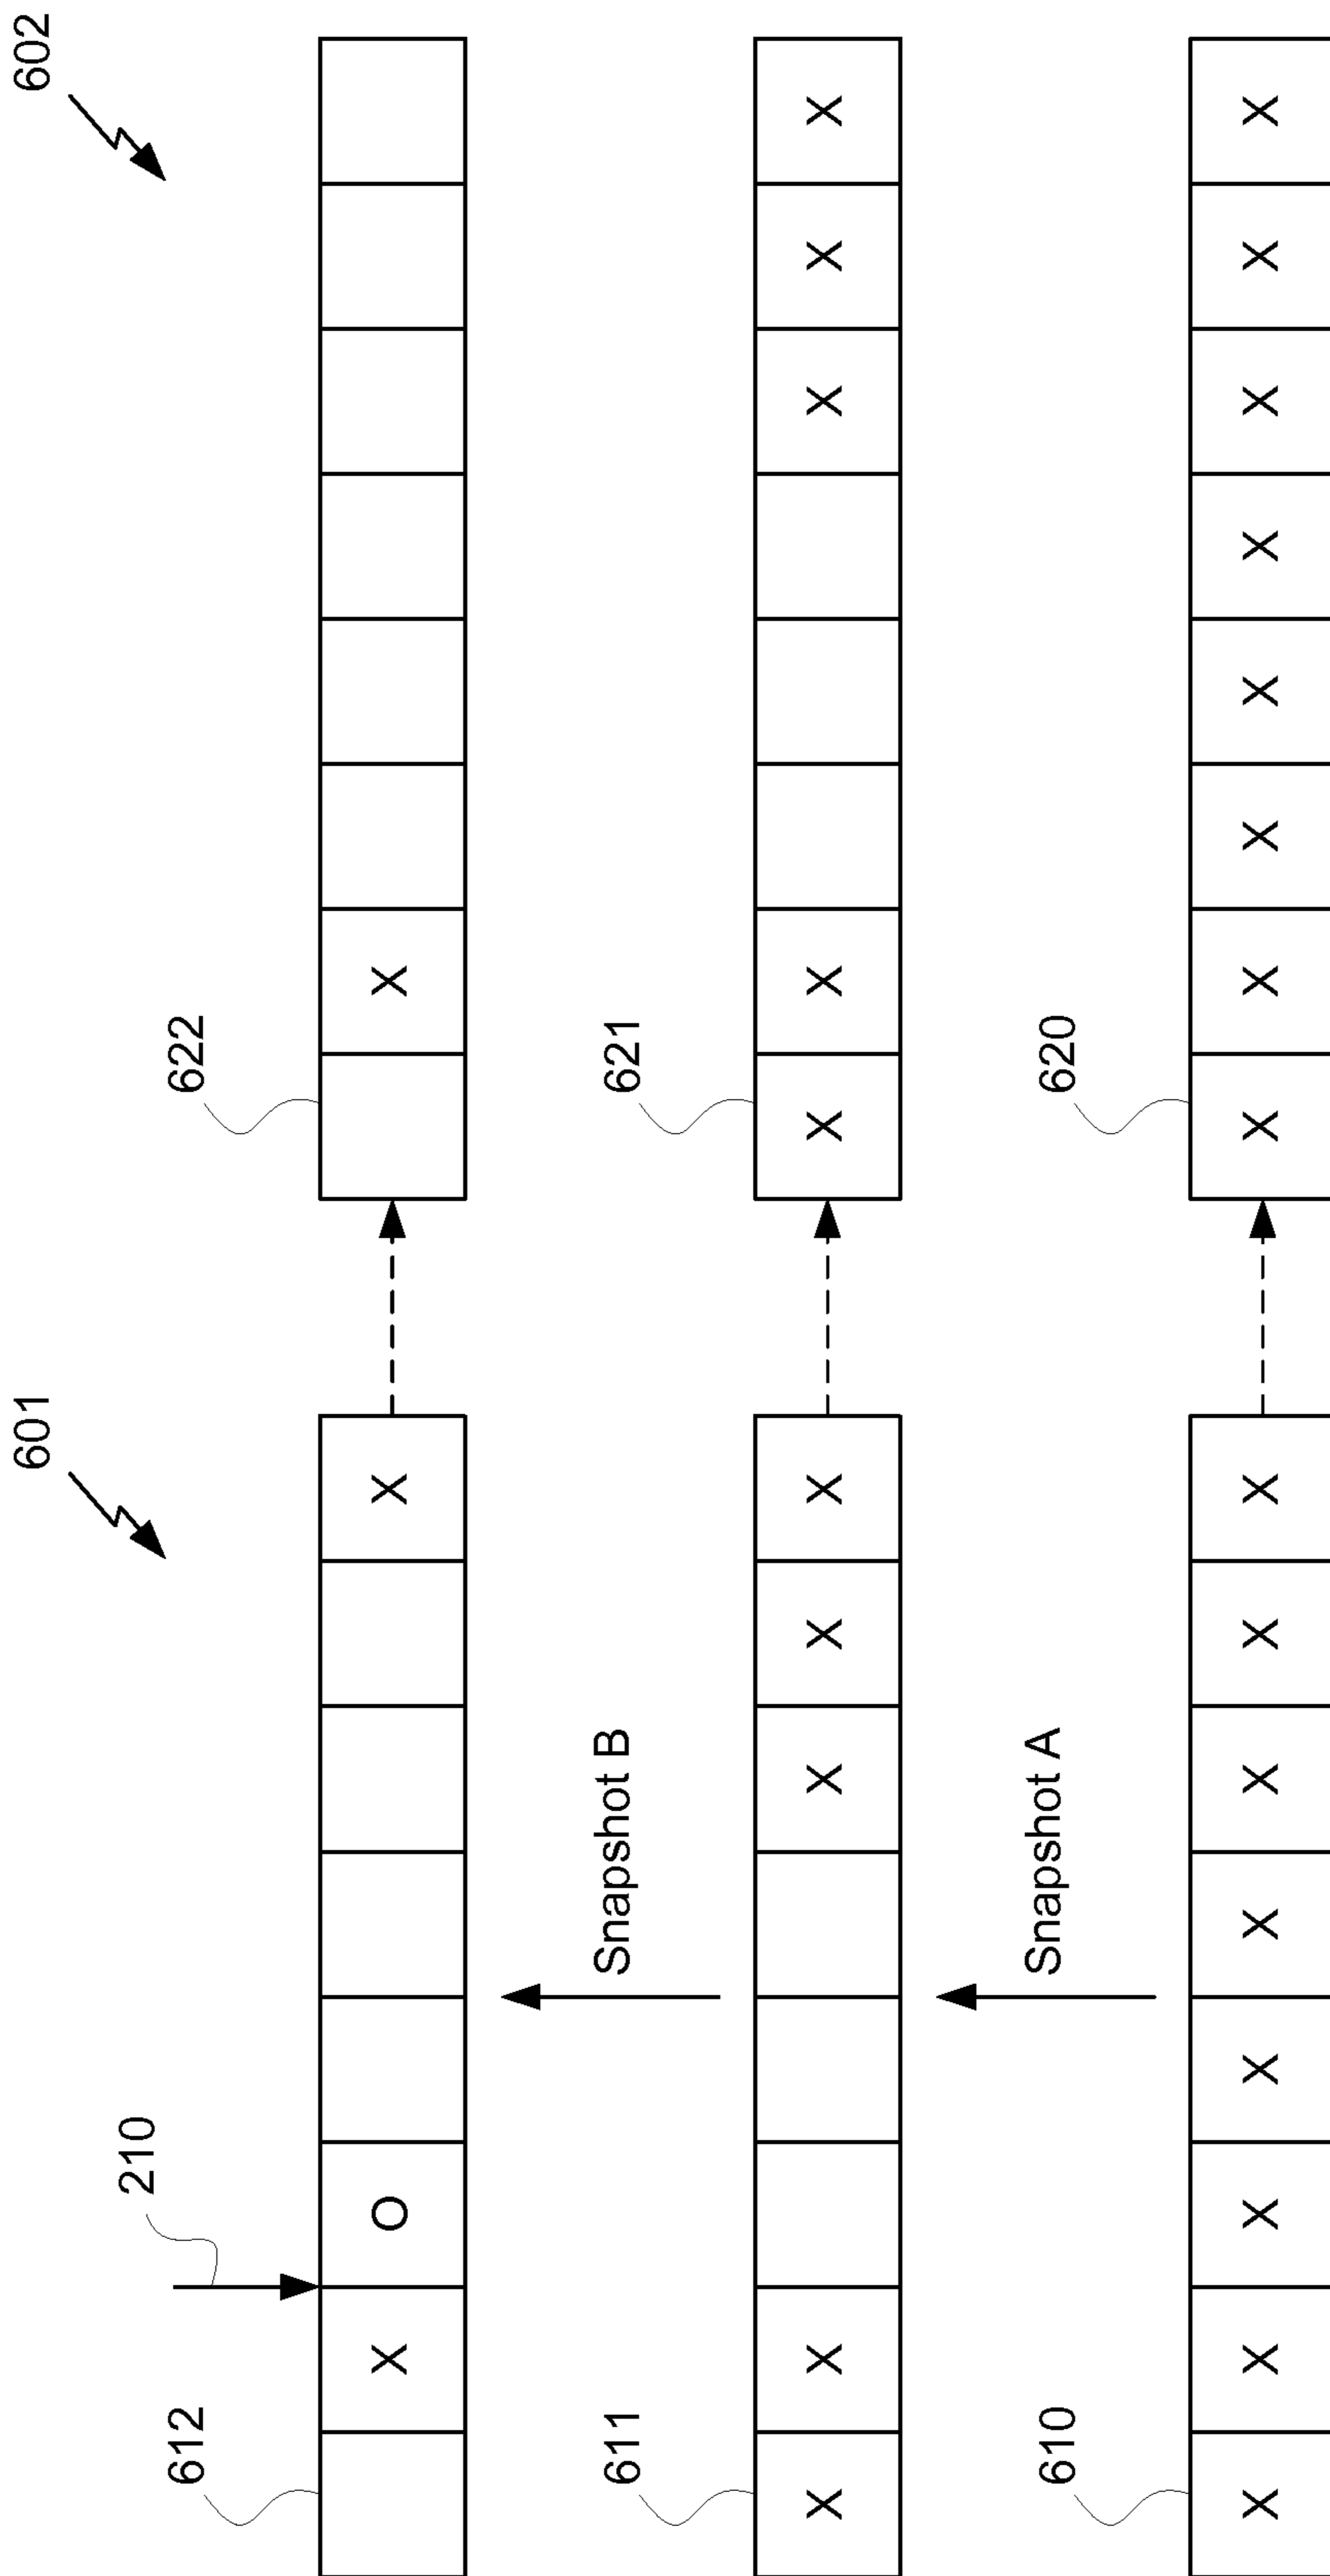 601 602
210
612 622
X O X X
611 Snapshot B 621
X X X X X X X X X X
610 Snapshot A 620
X X X X X X X X X X X X X X X X